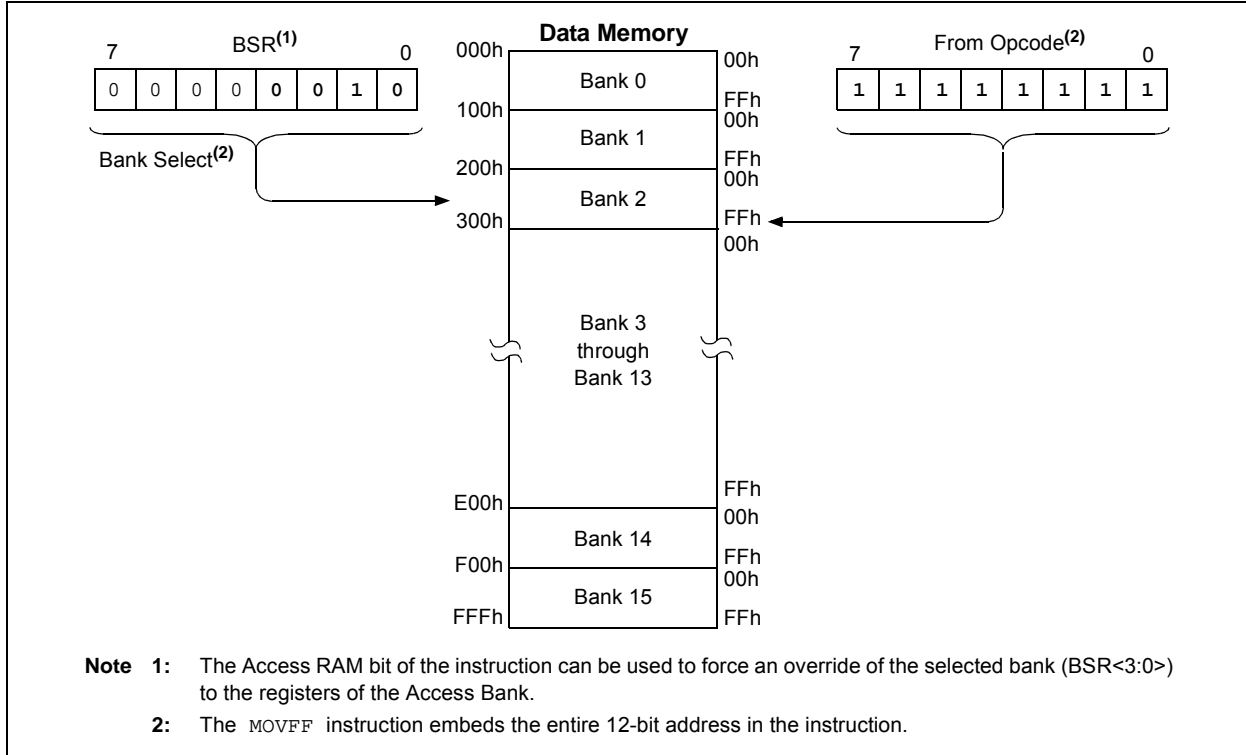 Data Memory
7 BSR(1) 0
0 0 0 0 0 0 1 0
Bank Select(2)
000h
100h
200h
300h
E00h
F00h
FFFh
Bank 0
Bank 1
Bank 2
Bank 3
through
Bank 13
Bank 14
Bank 15
00h
FFh
00h
FFh
00h
FFh
00h
FFh
00h
FFh
00h
FFh
7 From Opcode(2) 0
1 1 1 1 1 1 1 1
Note 1: The Access RAM bit of the instruction can be used to force an override of the selected bank (BSR<3:0>)
to the registers of the Access Bank.
2: The MOVFF instruction embeds the entire 12-bit address in the instruction.